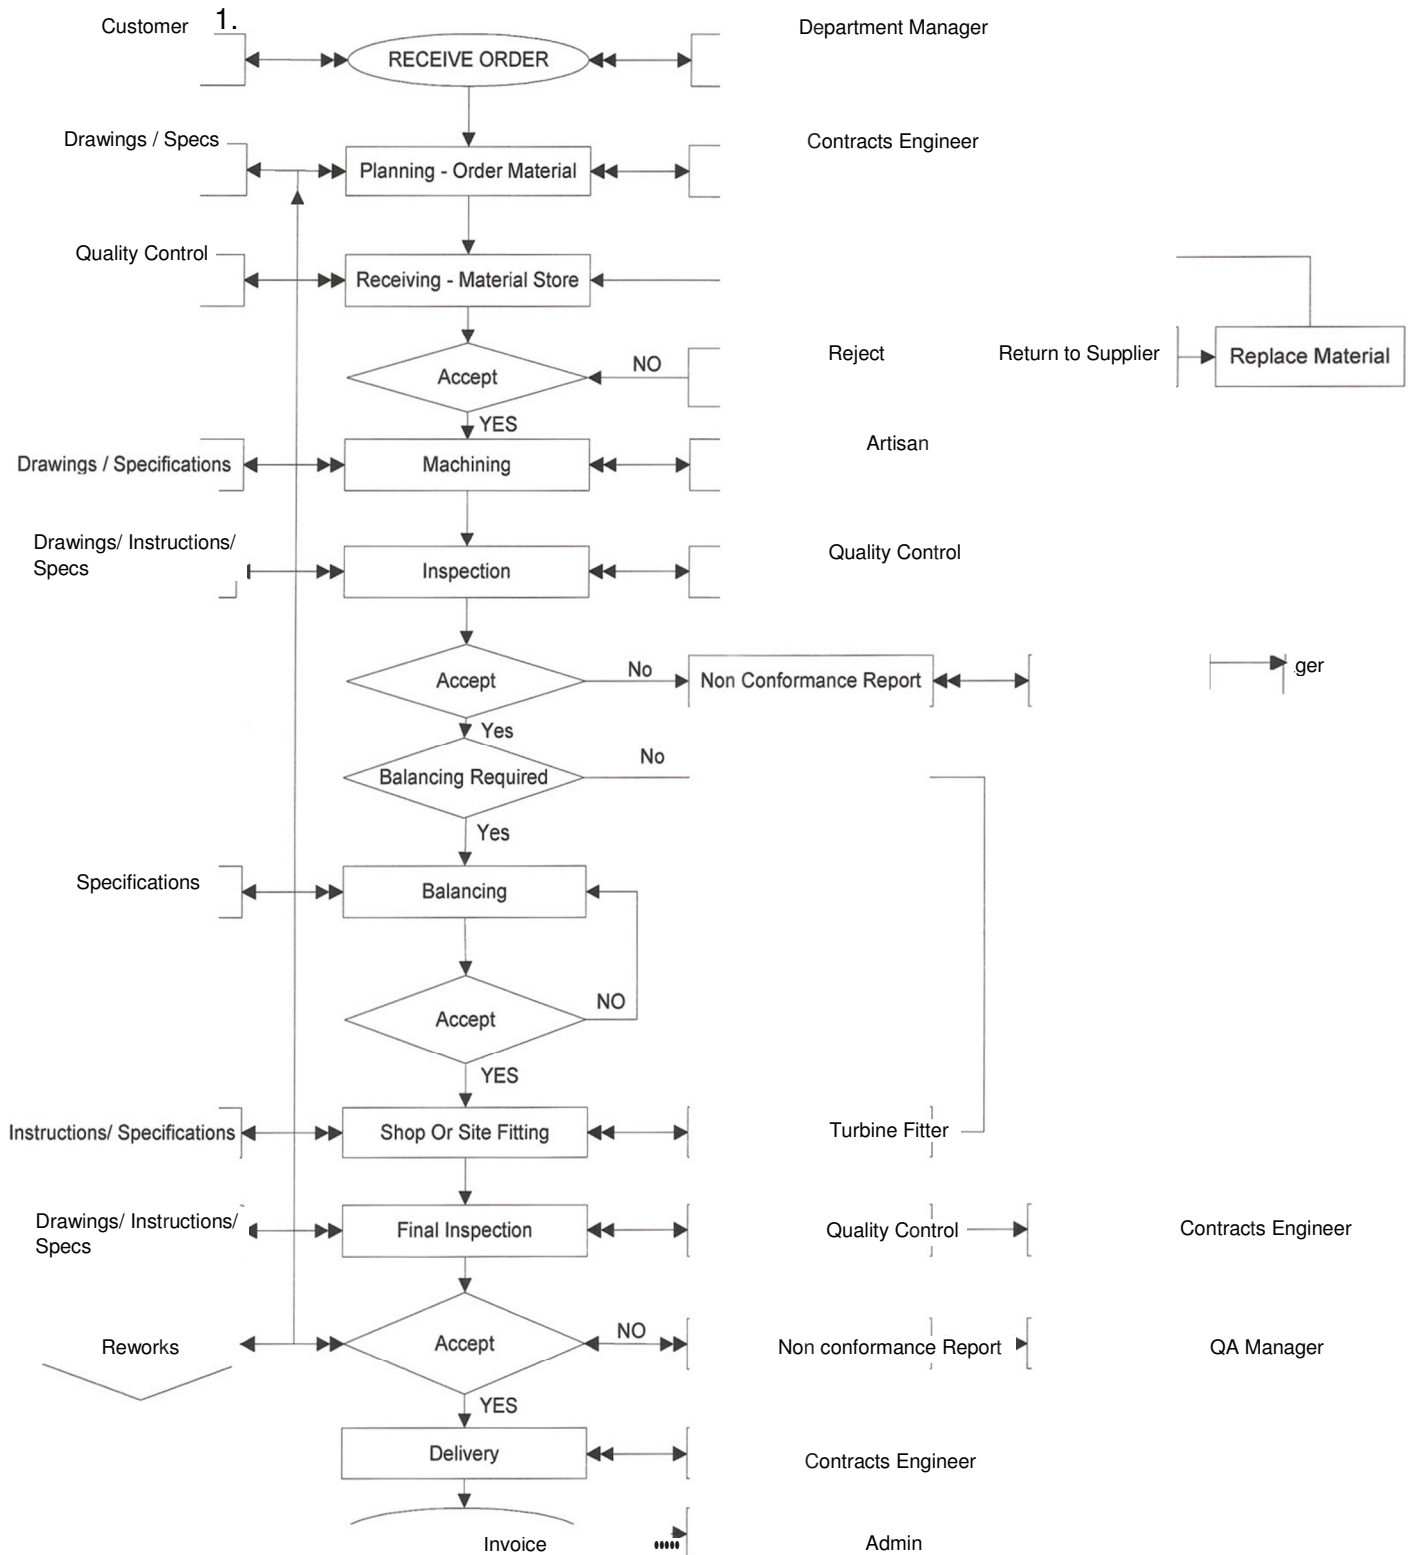 Customer 1.
Department Manager
RECEIVE ORDER
Drawings / Specs
Contracts Engineer
Planning - Order Material
Quality Control
Receiving - Material Store
Accept
NO
Reject
Return to Supplier
Replace Material
YES
Artisan
Drawings / Specifications
Machining
Drawings/ Instructions/
Specs
Quality Control
Inspection
Accept
No
Non Conformance Report
ger
Yes
Balancing Required
No
Yes
Specifications
Balancing
Accept
NO
YES
Instructions/ Specifications
Shop Or Site Fitting
Turbine Fitter
Drawings/ Instructions/
Specs
Final Inspection
Quality Control
Contracts Engineer
Reworks
Accept
NO
Non conformance Report
QA Manager
YES
Delivery
Contracts Engineer
Invoice
Admin